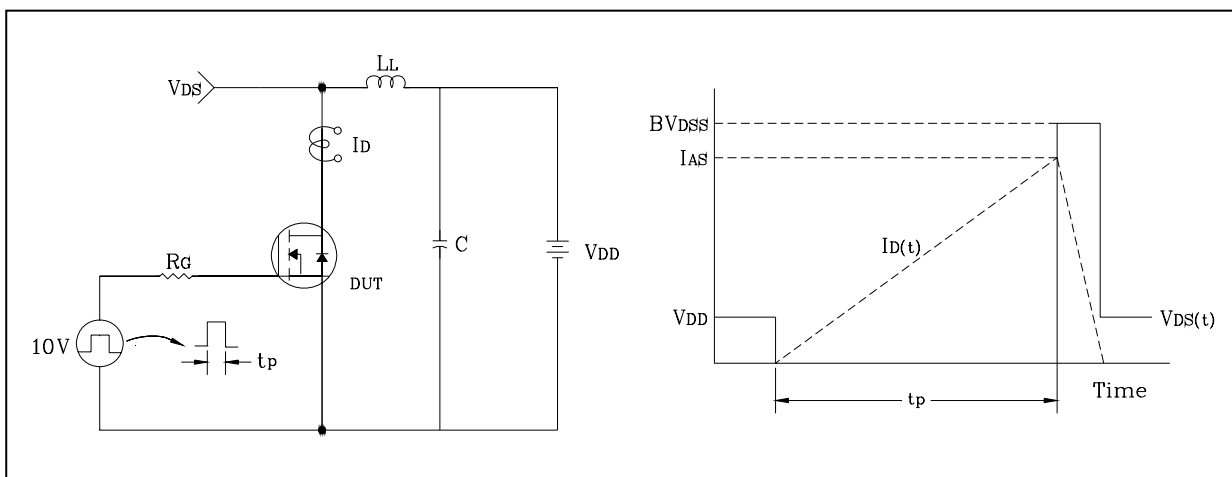 LL
VDS
ID
RG
C
VDD
DUT
10V
tp
BVDSS
IAS
ID(t)
VDD
VDS(t)
Time
tp